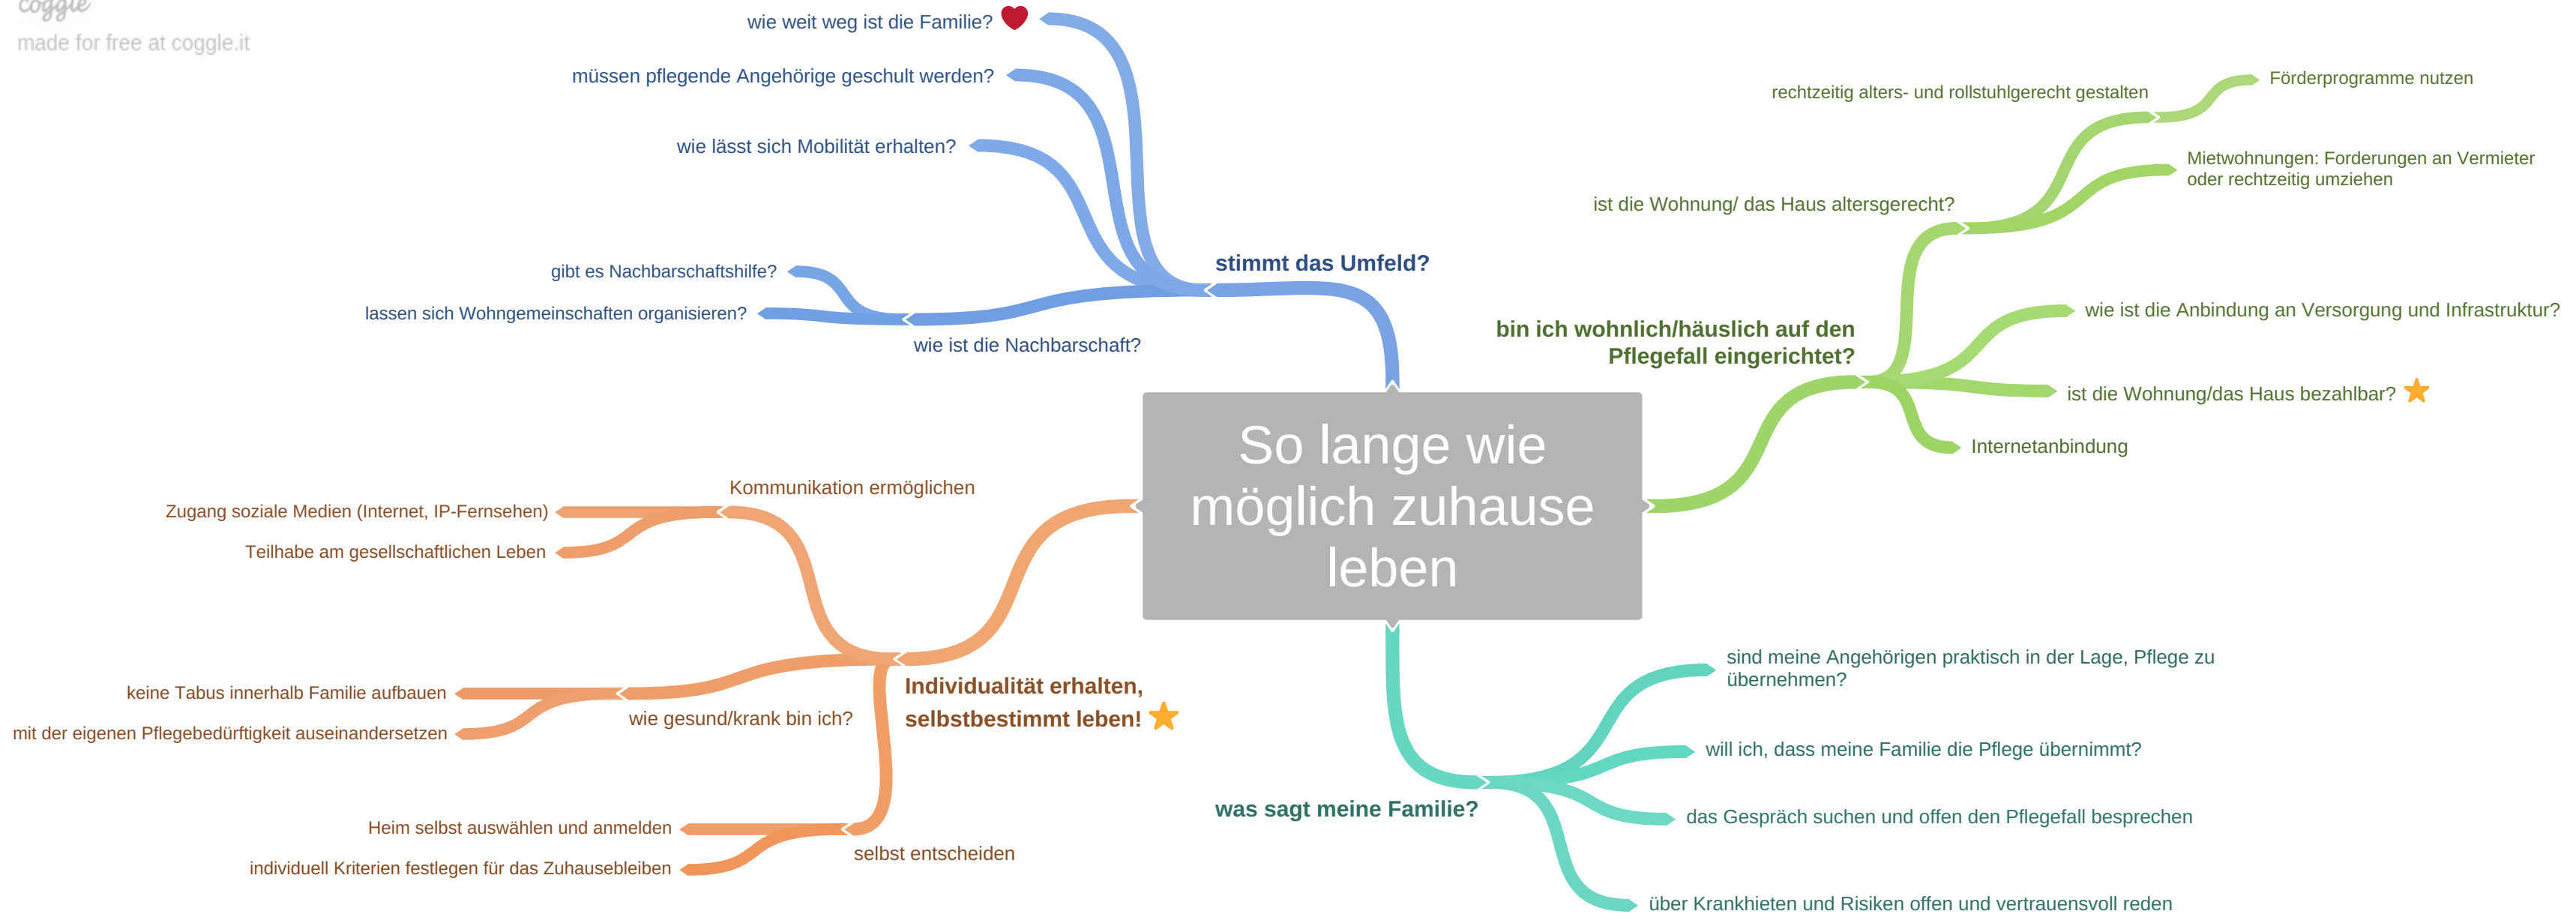 coggle
made for free at coggle.it
wie weit weg ist die Familie?
müssen pflegende Angehörige geschult werden?
wie lässt sich Mobilität erhalten?
gibt es Nachbarschaftshilfe?
lassen sich Wohngemeinschaften organisieren?
wie ist die Nachbarschaft?
stimmt das Umfeld?
rechtzeitig alters- und rollstuhlgerecht gestalten
Förderprogramme nutzen
Mietwohnungen: Forderungen an Vermieter
oder rechtzeitig umziehen
ist die Wohnung/ das Haus altersgerecht?
wie ist die Anbindung an Versorgung und Infrastruktur?
bin ich wohnlich/häuslich auf den
Pflegefall eingerichtet?
ist die Wohnung/das Haus bezahlbar?
Internetanbindung
So lange wie
möglich zuhause
leben
Kommunikation ermöglichen
Zugang soziale Medien (Internet, IP-Fernsehen)
Teilhabe am gesellschaftlichen Leben
Individualität erhalten,
selbstbestimmt leben!
keine Tabus innerhalb Familie aufbauen
wie gesund/krank bin ich?
mit der eigenen Pflegebedürftigkeit auseinandersetzen
Heim selbst auswählen und anmelden
selbst entscheiden
individuell Kriterien festlegen für das Zuhausebleiben
sind meine Angehörigen praktisch in der Lage, Pflege zu
übernehmen?
will ich, dass meine Familie die Pflege übernimmt?
was sagt meine Familie?
das Gespräch suchen und offen den Pflegefall besprechen
über Krankhieten und Risiken offen und vertrauensvoll reden